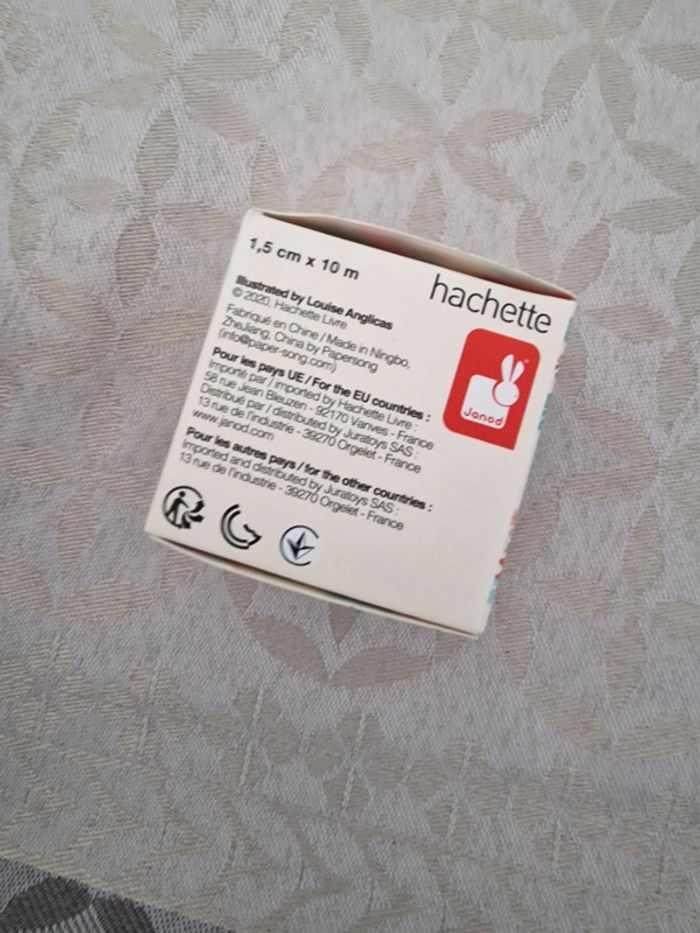 1,5 cm x 10 m
hachette
Illustrated by Louise Anglicas
© 2020, Hachette Livre
Fabriqué en Chine / Made in Ningbo,
ZheJiang, China by Papersong
(info@paper-song.com)
Janod
Pour les pays UE / For the EU countries :
Importé par / imported by Hachette Livre :
58 rue Jean Bleuzen - 92170 Vanves - France
Distribué par / distributed by Juratoys SAS :
13 rue de l'industrie - 39270 Orgelet - France
www.janod.com
Pour les autres pays / for the other countries :
Imported and distributed by Juratoys SAS :
13 rue de l'industrie - 39270 Orgelet - France